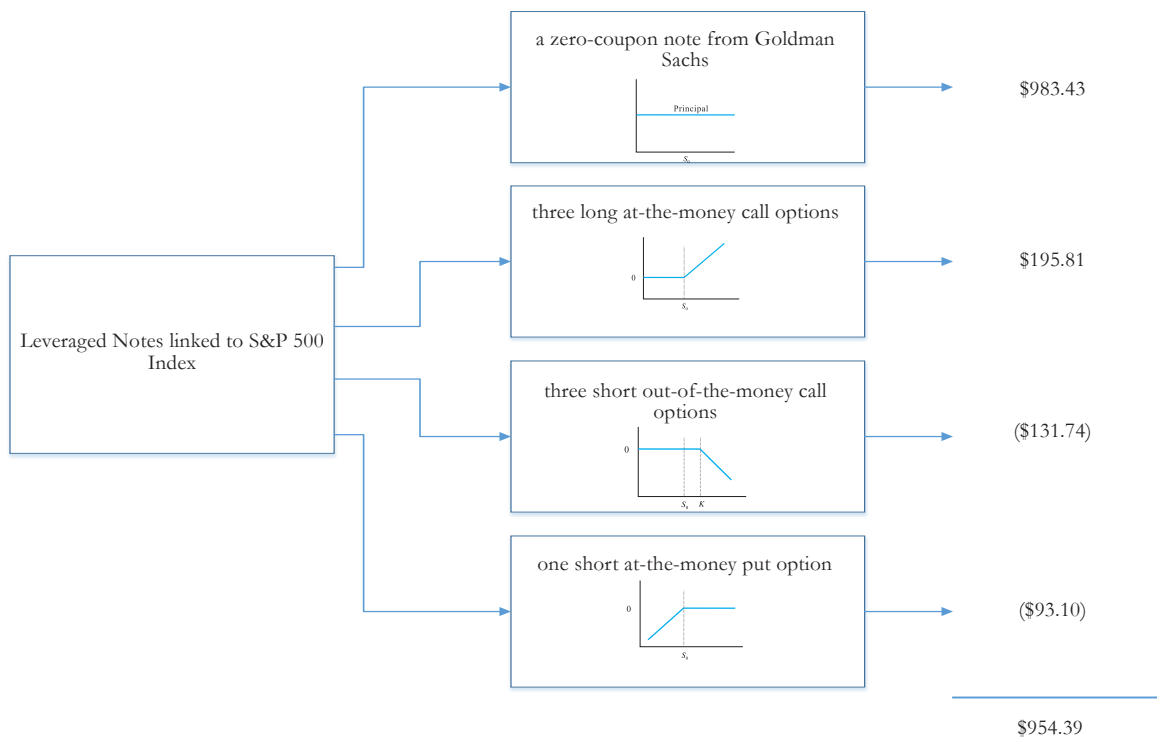 a zero-coupon note from Goldman
Sachs
Principal
S₀
$983.43
three long at-the-money call options
0
S₀
$195.81
Leveraged Notes linked to S&P 500
Index
three short out-of-the-money call
options
0
S₀ K
($131.74)
one short at-the-money put option
0
S₀
($93.10)
$954.39